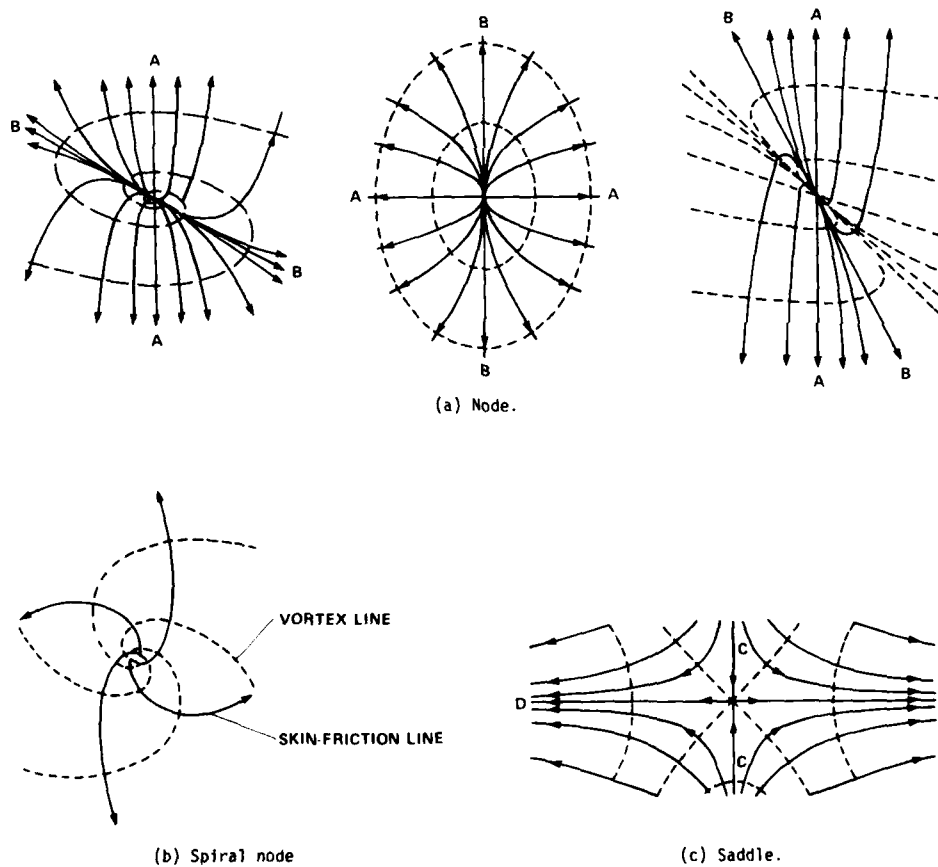 B
A
B
A
B
A
B
A
A
B
B
A
A
B
(a) Node.
VORTEX LINE
SKIN-FRICTION LINE
C
D
C
(b) Spiral node
(c) Saddle.